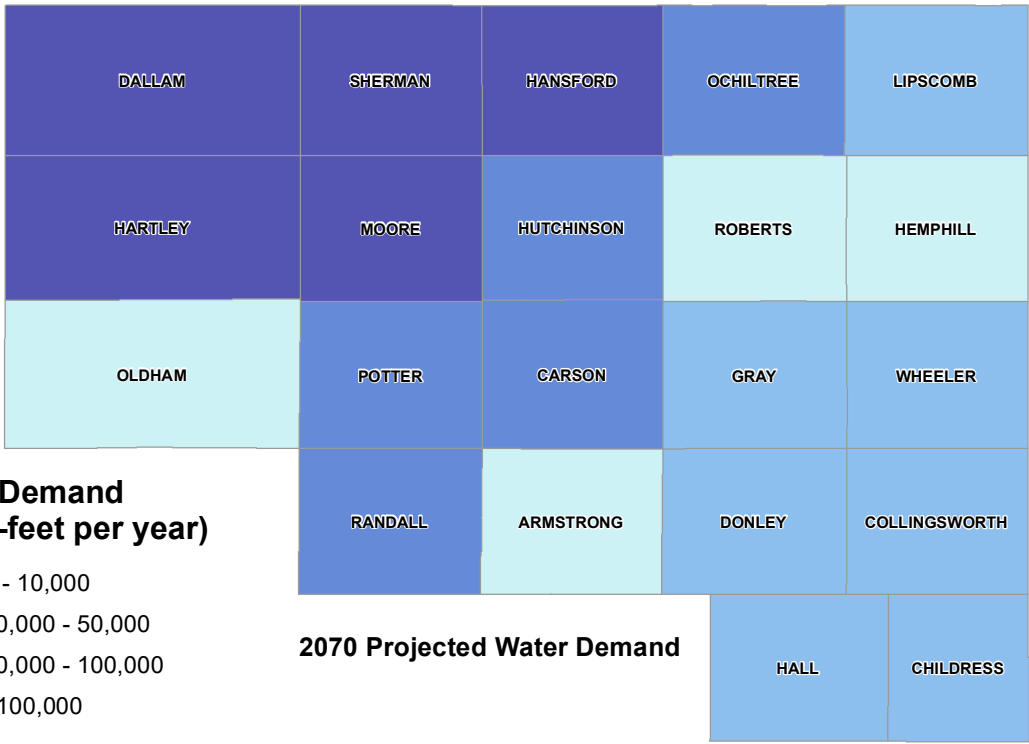 DALLAM
SHERMAN
HANSFORD
OCHILTREE
LIPSCOMB
HARTLEY
MOORE
HUTCHINSON
ROBERTS
HEMPHILL
OLDHAM
POTTER
CARSON
GRAY
WHEELER
Demand
-feet per year)
RANDALL
ARMSTRONG
DONLEY
COLLINGSWORTH
- 10,000
0,000 - 50,000
0,000 - 100,000
100,000
2070 Projected Water Demand
HALL
CHILDRESS